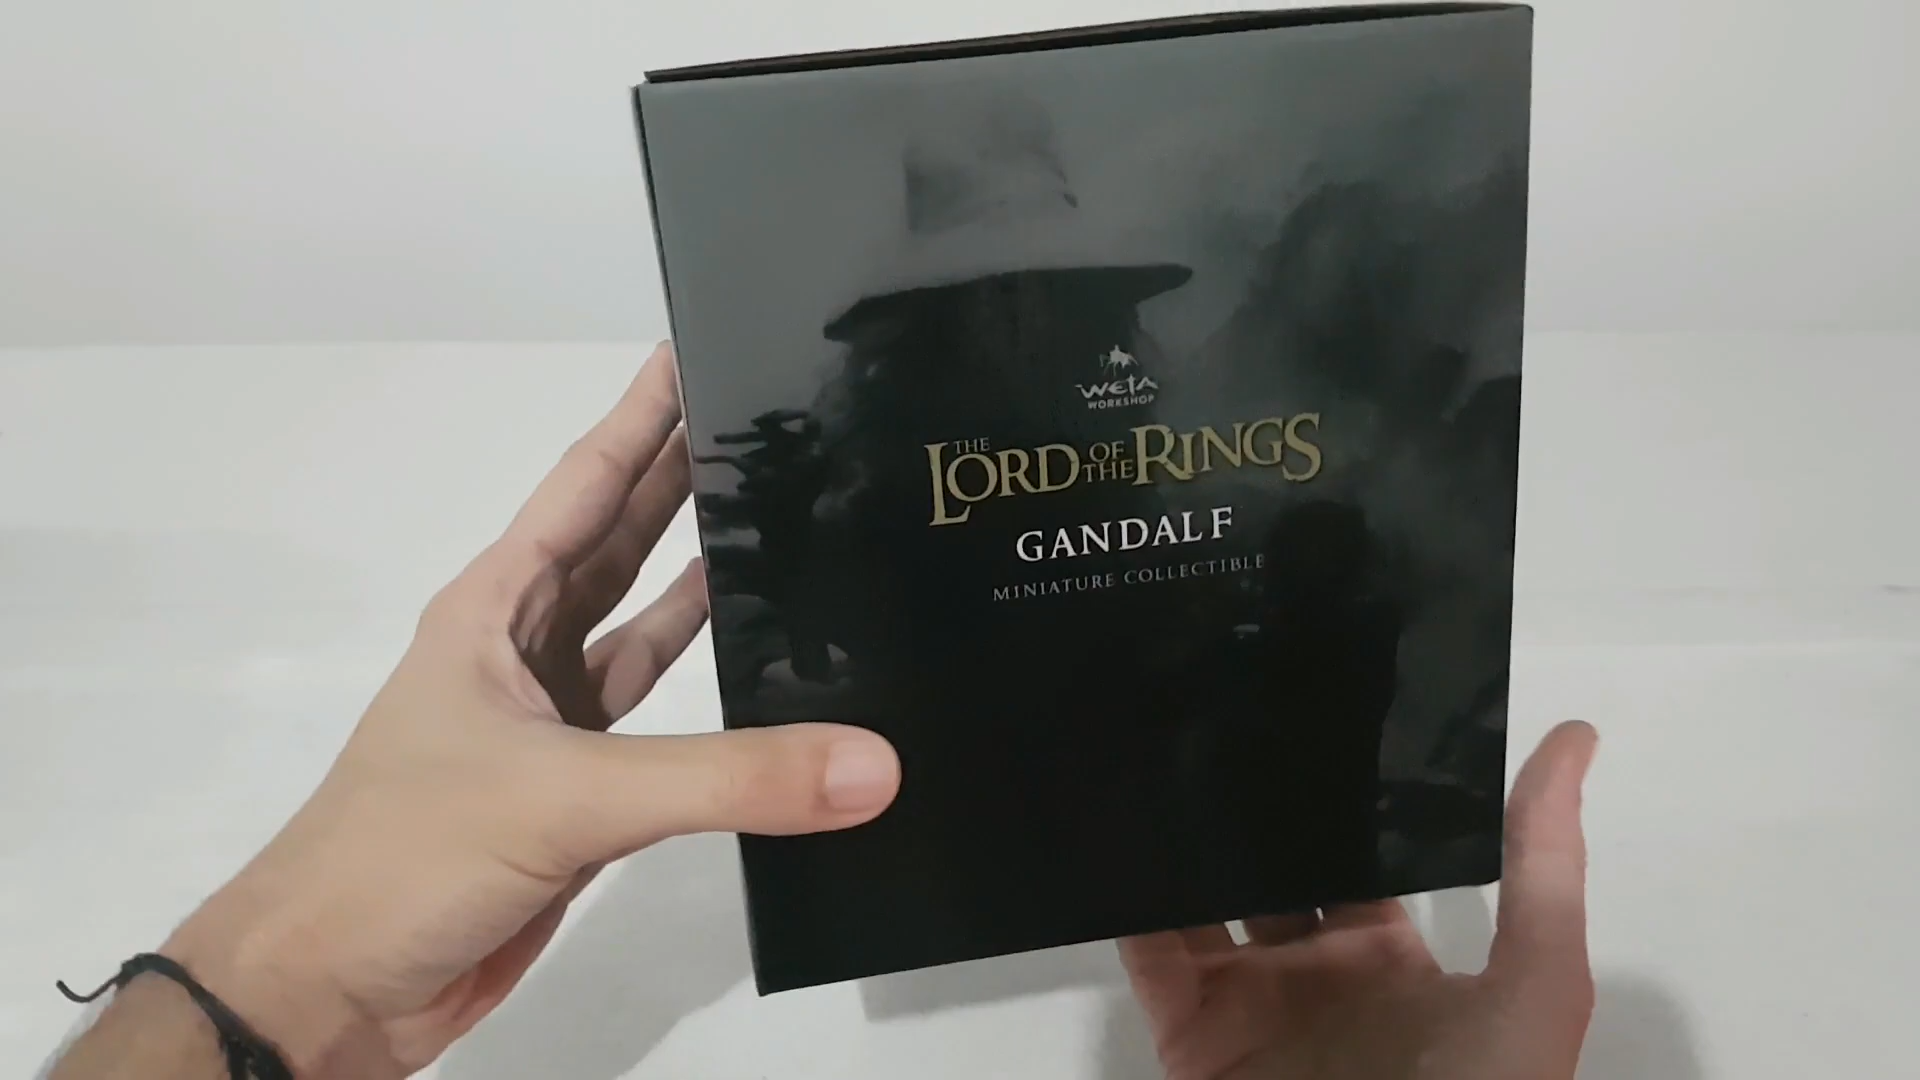 WETA
WORKSHOP
THE LORD OF THE RINGS
GANDALF
MINIATURE COLLECTIBLE